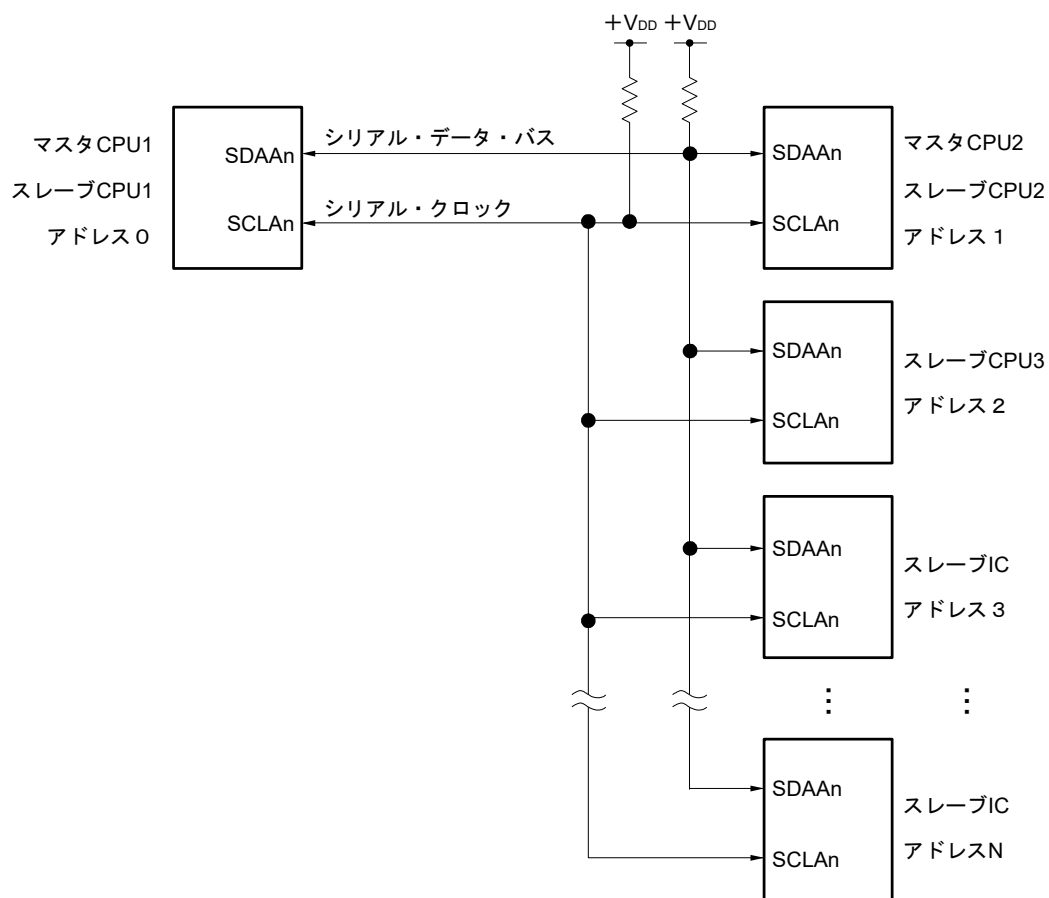 ＋VDD ＋VDD
マスタCPU1
スレーブCPU1
アドレス０
SDAAn
SCLAn
シリアル・データ・バス
シリアル・クロック
SDAAn
SCLAn
マスタCPU2
スレーブCPU2
アドレス１
SDAAn
SCLAn
スレーブCPU3
アドレス２
SDAAn
SCLAn
スレーブIC
アドレス３
SDAAn
SCLAn
スレーブIC
アドレスN